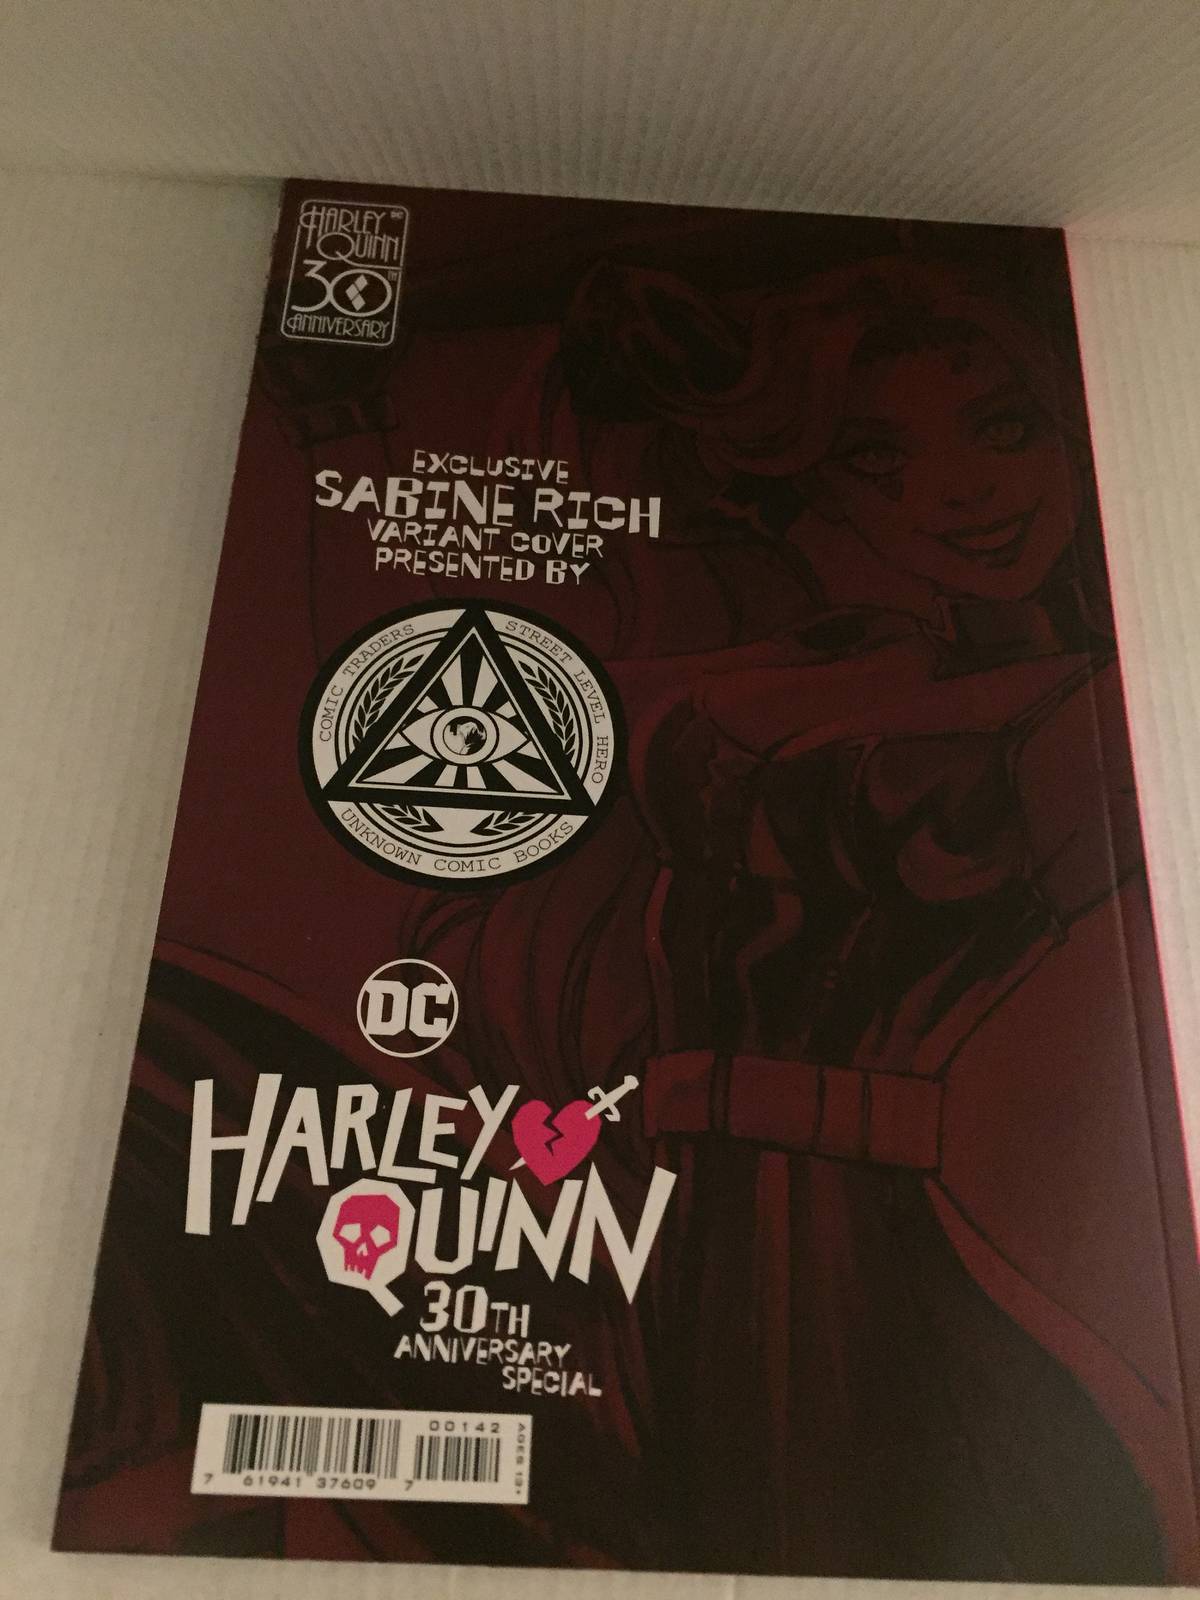 HARLEY DC
QUINN
30TH
ANNIVERSARY
EXCLUSIVE
SABINE RICH
VARIANT COVER
PRESENTED BY
COMIC TRADERS
STREET LEVEL HERO
UNKNOWN COMIC BOOKS
DC
HARLEY
QUINN
30TH
ANNIVERSARY
SPECIAL
00142
AGES 13+
7 61941 37609 7